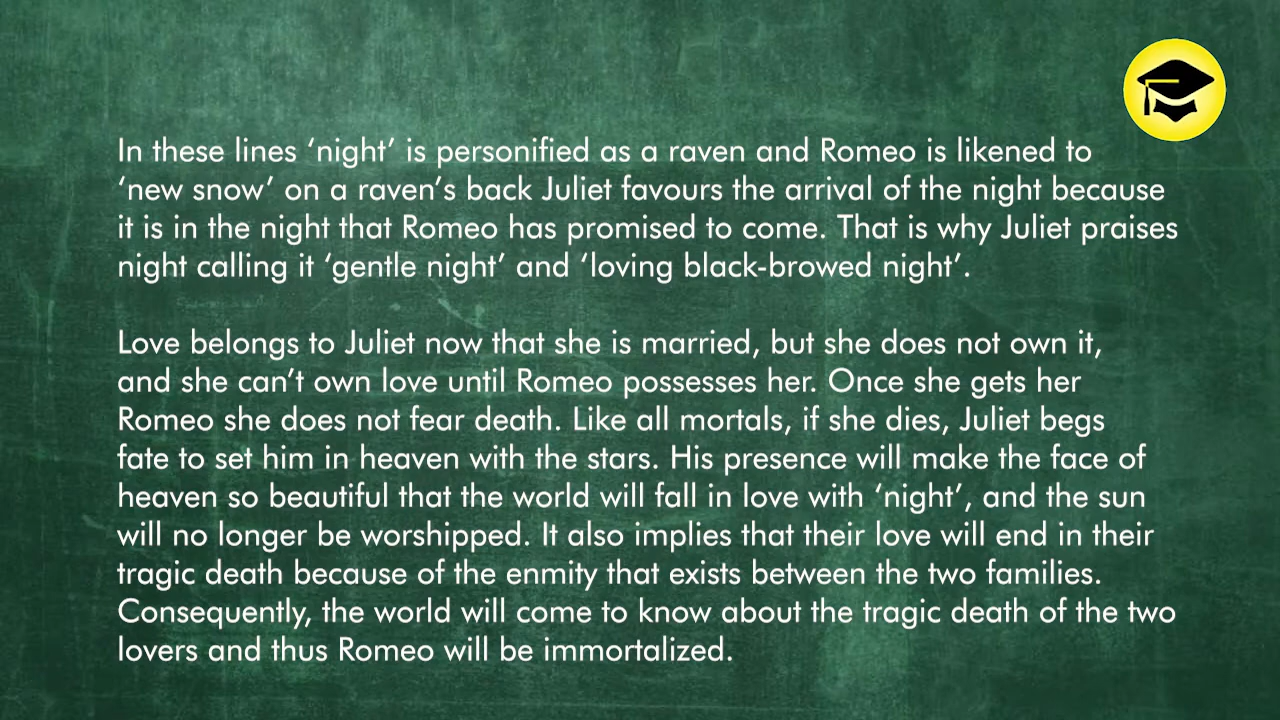 In these lines ‘night’ is personified as a raven and Romeo is likened to
‘new snow’ on a raven’s back Juliet favours the arrival of the night because
it is in the night that Romeo has promised to come. That is why Juliet praises
night calling it ‘gentle night’ and ‘loving black-browed night’.
Love belongs to Juliet now that she is married, but she does not own it,
and she can’t own love until Romeo possesses her. Once she gets her
Romeo she does not fear death. Like all mortals, if she dies, Juliet begs
fate to set him in heaven with the stars. His presence will make the face of
heaven so beautiful that the world will fall in love with ‘night’, and the sun
will no longer be worshipped. It also implies that their love will end in their
tragic death because of the enmity that exists between the two families.
Consequently, the world will come to know about the tragic death of the two
lovers and thus Romeo will be immortalized.